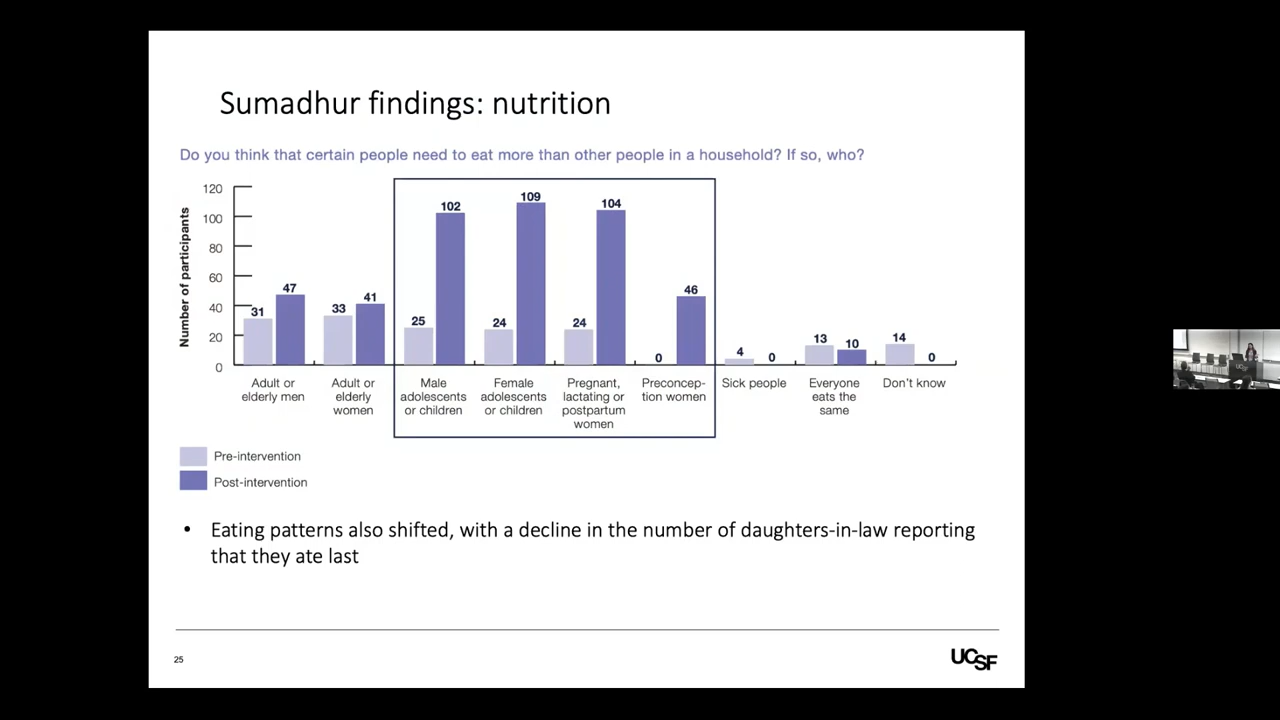 Sumadhur findings: nutrition
Do you think that certain people need to eat more than other people in a household? If so, who?
Number of participants
120
100
80
60
40
20
0
31
47
33
41
25
102
24
109
24
104
0
46
4
0
13
10
14
0
Adult or
elderly men
Adult or
elderly
women
Male
adolescents
or children
Female
adolescents
or children
Pregnant,
lactating or
postpartum
women
Preconcep-
tion women
Sick people
Everyone
eats the
same
Don't know
Pre-intervention
Post-intervention
• Eating patterns also shifted, with a decline in the number of daughters-in-law reporting
that they ate last
25
UCSF